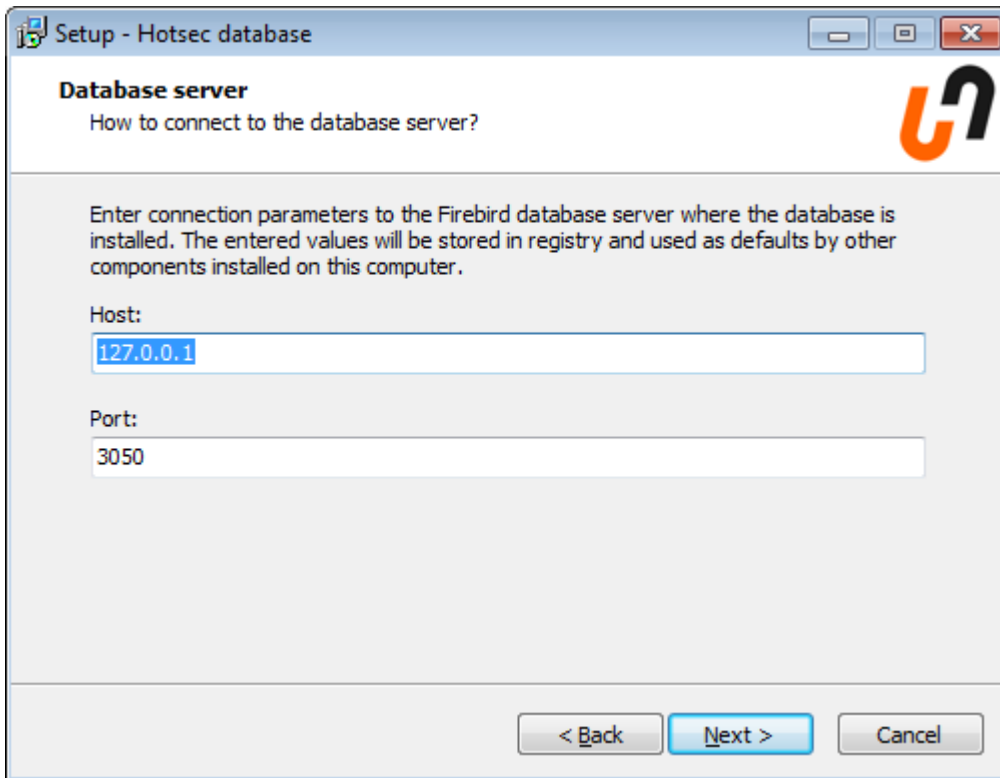 Setup - Hotsec database
Database server
How to connect to the database server?
Enter connection parameters to the Firebird database server where the database is
installed. The entered values will be stored in registry and used as defaults by other
components installed on this computer.
Host:
127.0.0.1
Port:
3050
< Back
Next >
Cancel